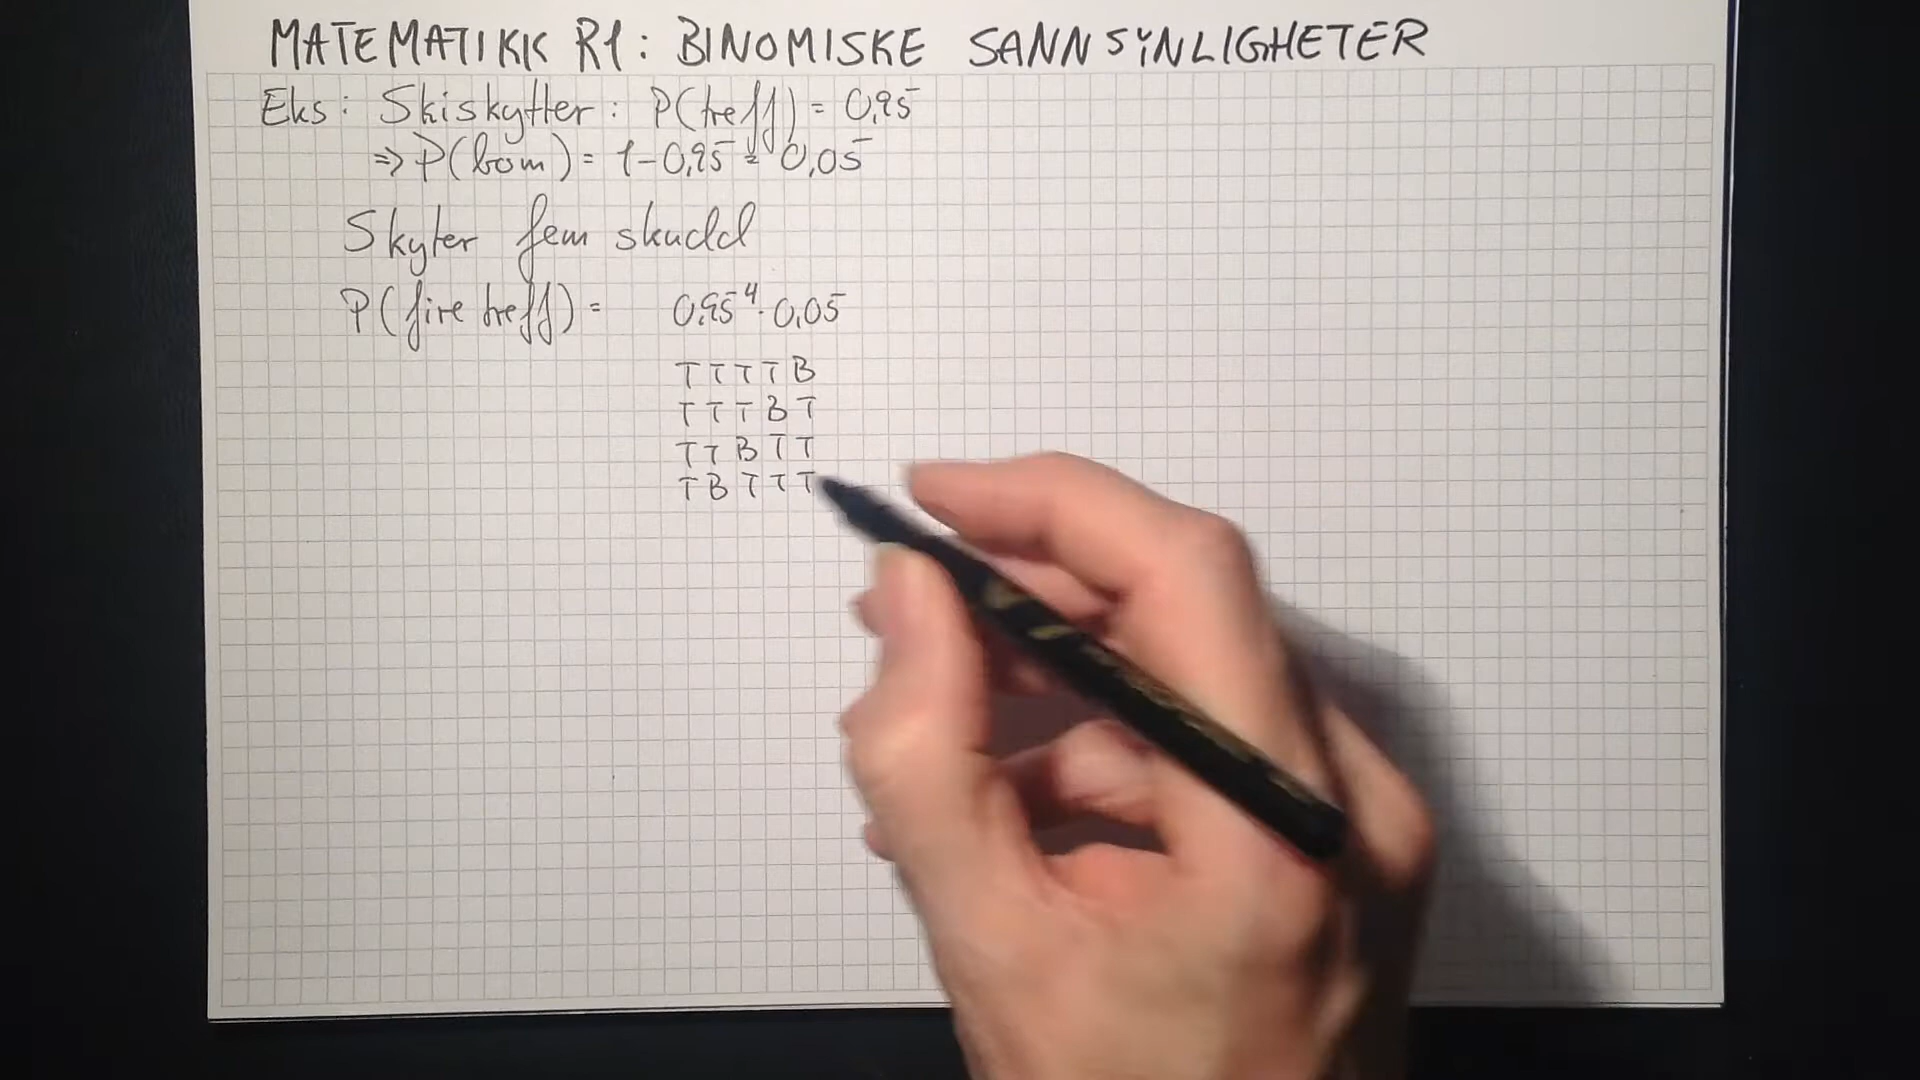 MATEMATIKK R1: BINOMISKE SANNSYNLIGHETER
Eks: Skiskytter: P(treff) = 0,95
=> P(bom) = 1-0,95 = 0,05
Skyter fem skudd
P(fire treff) = 0,95⁴·0,05
T T T T B
T T T B T
T T B T T
T B T T T